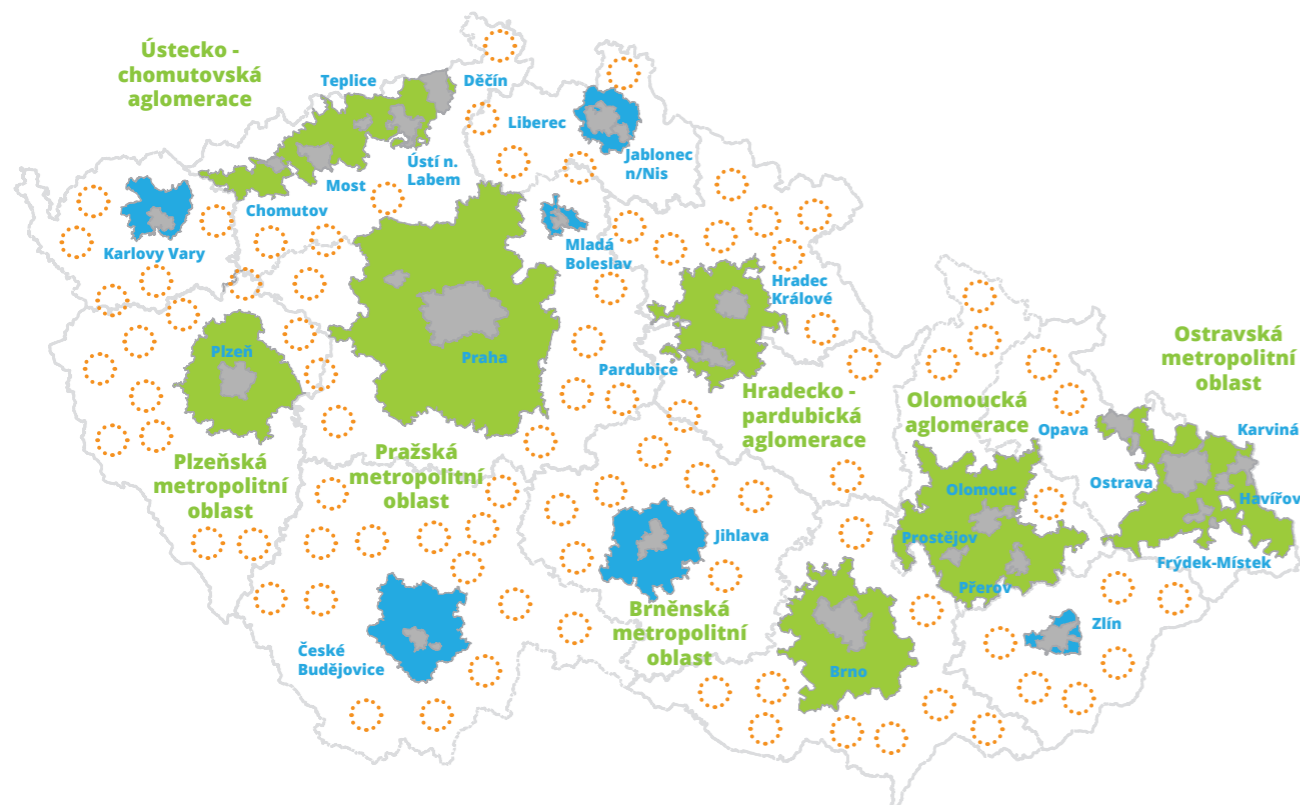 Ústecko -
chomutovská
aglomerace
Teplice
Děčín
Liberec
Jablonec
n/Nis
Ústí n.
Labem
Most
Chomutov
Karlovy Vary
Mladá
Boleslav
Hradec
Králové
Pardubice
Hradecko -
pardubická
aglomerace
Plzeň
Praha
Plzeňská
metropolitní
oblast
Pražská
metropolitní
oblast
Ostravská
metropolitní
oblast
Olomoucká
aglomerace
Opava
Karviná
Ostrava
Havířov
Frýdek-Místek
Olomouc
Prostějov
Přerov
Jihlava
Brněnská
metropolitní
oblast
Brno
Zlín
České
Budějovice